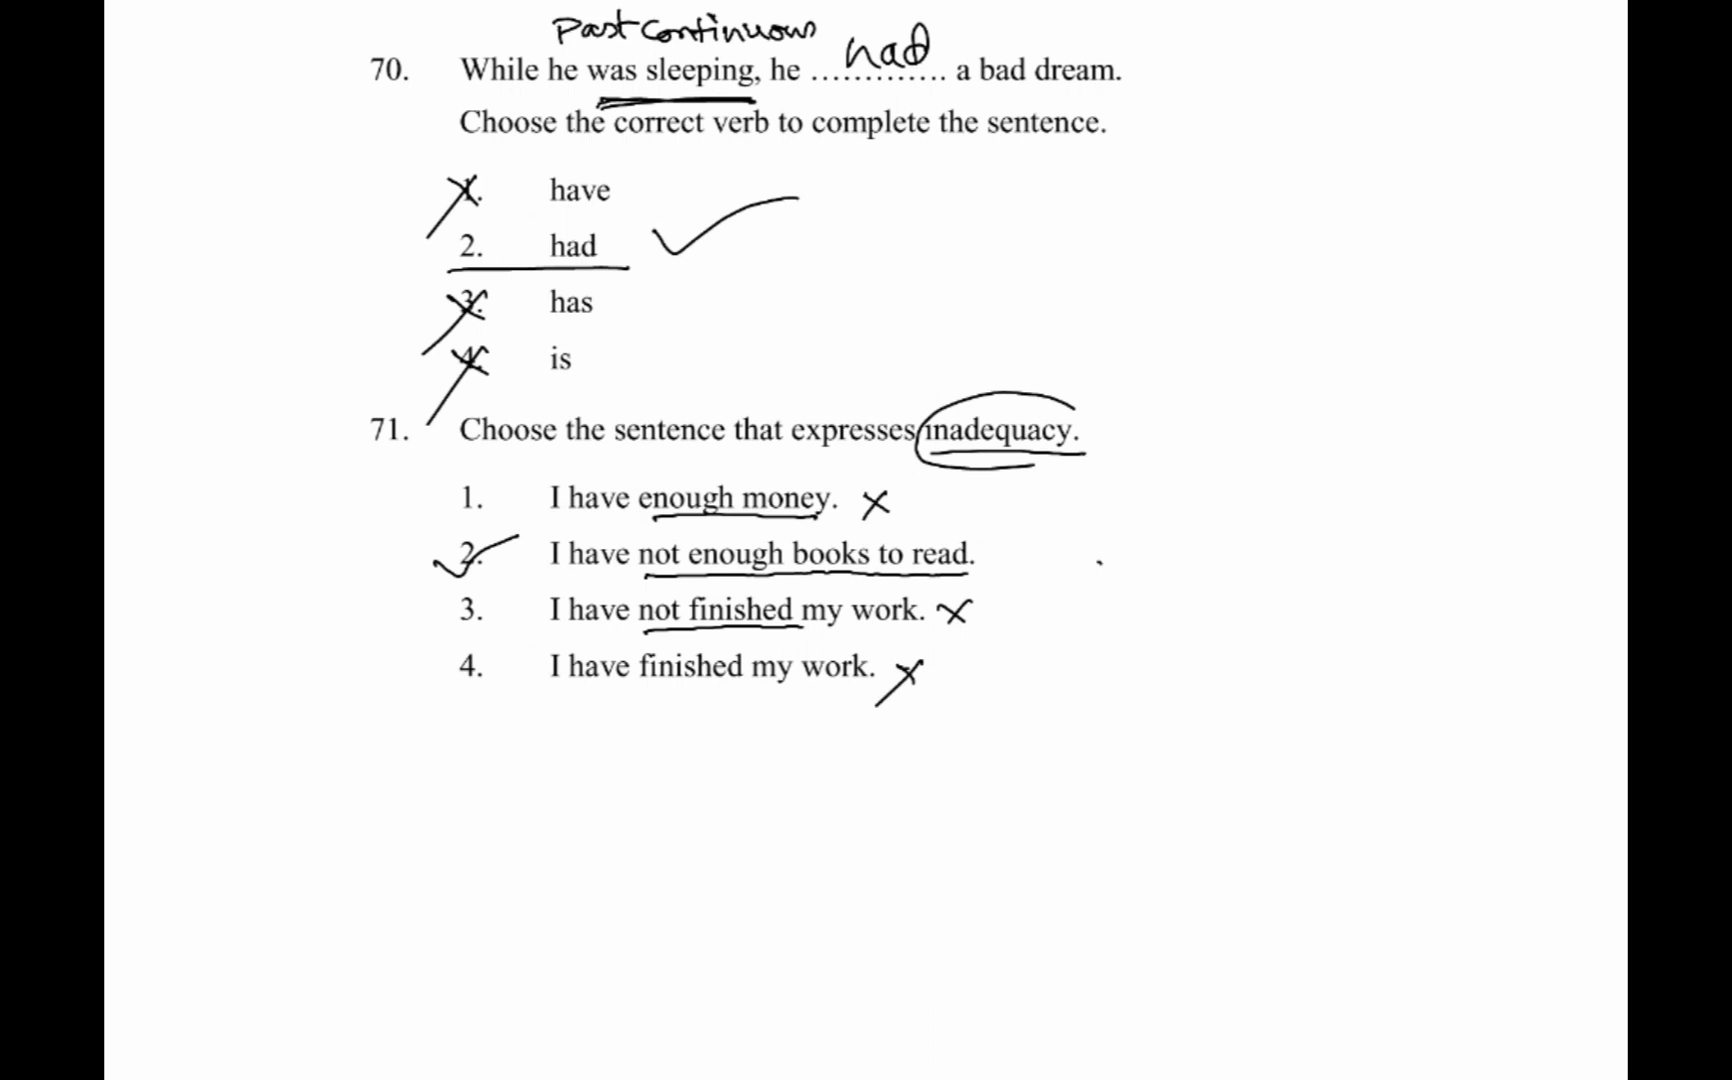 Past continuous
had
70. While he was sleeping, he ............. a bad dream.
Choose the correct verb to complete the sentence.
1. have
2. had
3. has
4. is
71. Choose the sentence that expresses inadequacy.
1. I have enough money.
2. I have not enough books to read.
3. I have not finished my work.
4. I have finished my work.